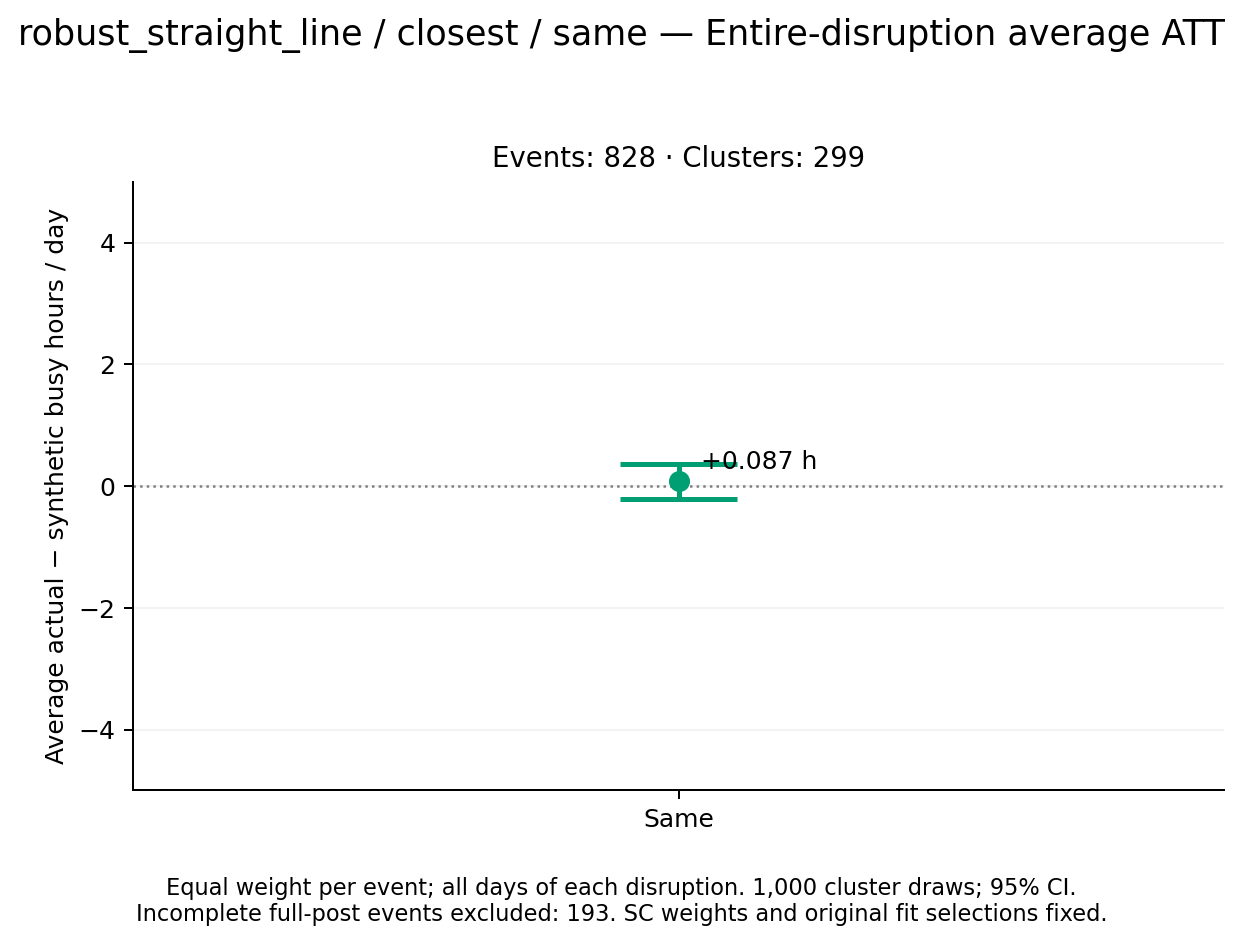 robust_straight_line / closest / same — Entire-disruption average ATT
Events: 828 · Clusters: 299
Average actual − synthetic busy hours / day
4
2
0
−2
−4
+0.087 h
Same
Equal weight per event; all days of each disruption. 1,000 cluster draws; 95% CI.
Incomplete full-post events excluded: 193. SC weights and original fit selections fixed.